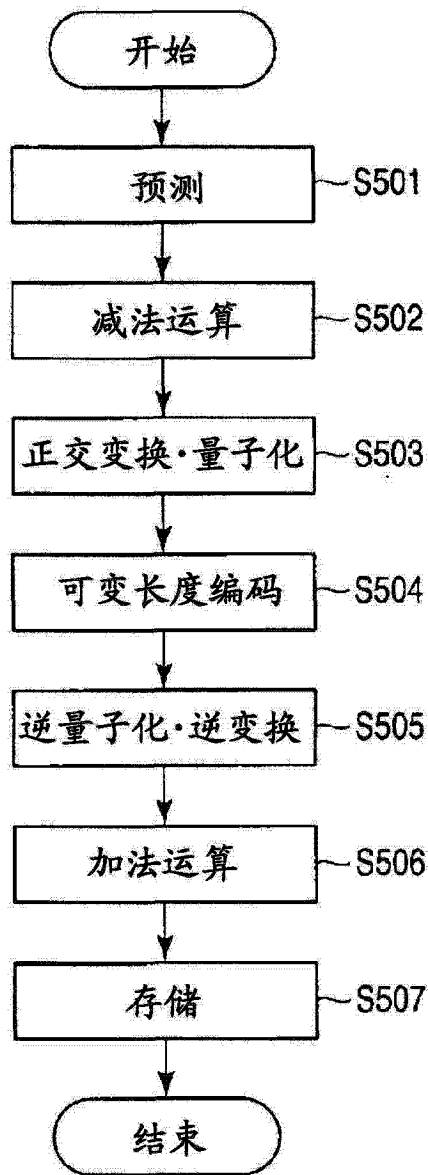 开始
预测 S501
减法运算 S502
正交变换·量子化 S503
可变长度编码 S504
逆量子化·逆变换 S505
加法运算 S506
存储 S507
结束